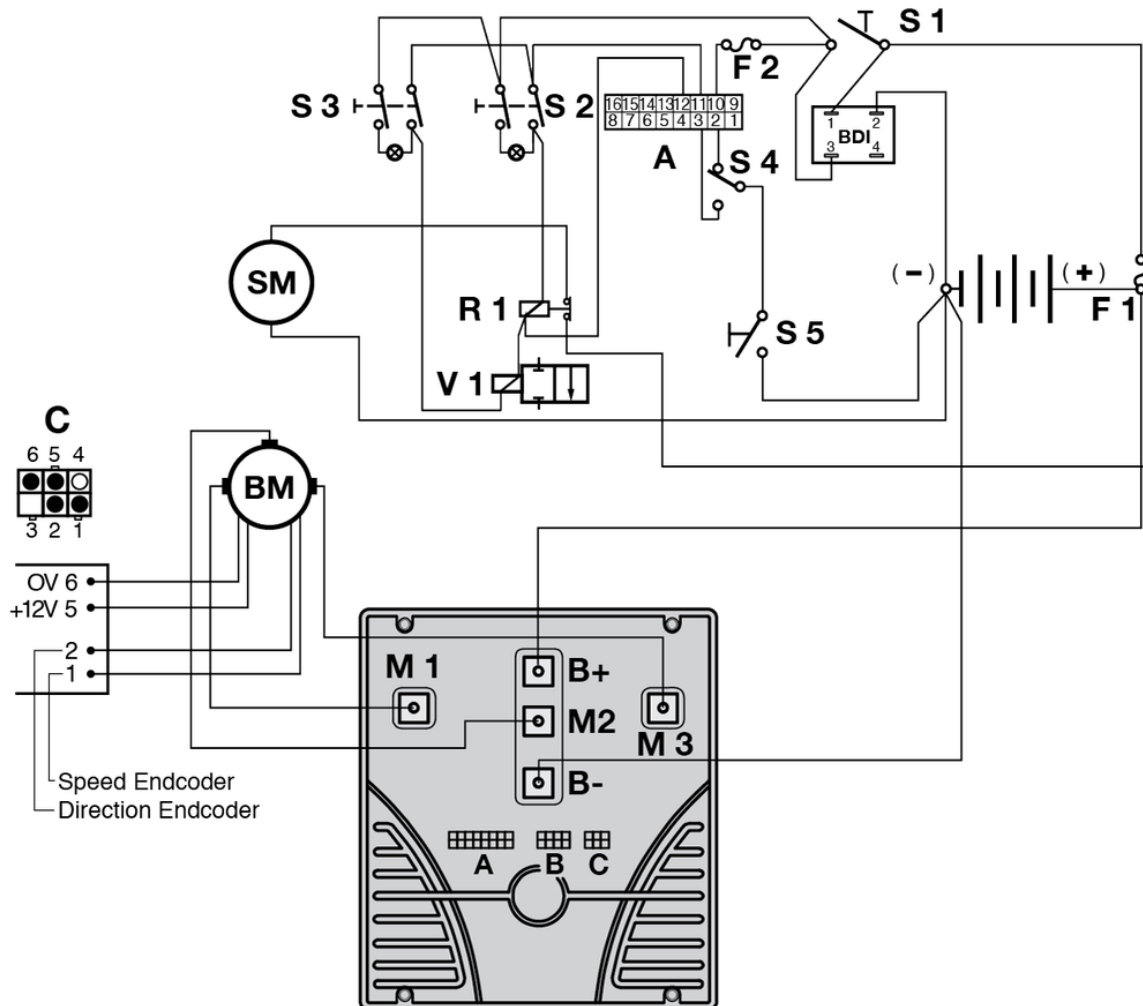 S 1
F 2
S 3
S 2
16 15 14 13 12 11 10 9
8 7 6 5 4 3 2 1
1 2
BDI
3 4
A
S 4
SM
(-)
(+)
F 1
R 1
S 5
V 1
C
6 5 4
3 2 1
BM
OV 6
+12V 5
2
1
M 1
B+
M2
M 3
B-
Speed Endcoder
Direction Endcoder
A B C